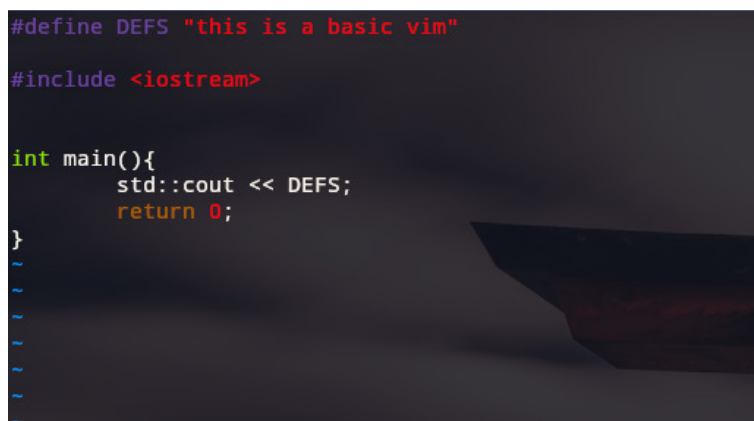 #define DEFS "this is a basic vim"
#include <iostream>
int main(){
        std::cout << DEFS;
        return 0;
}
~
~
~
~
~
~
~